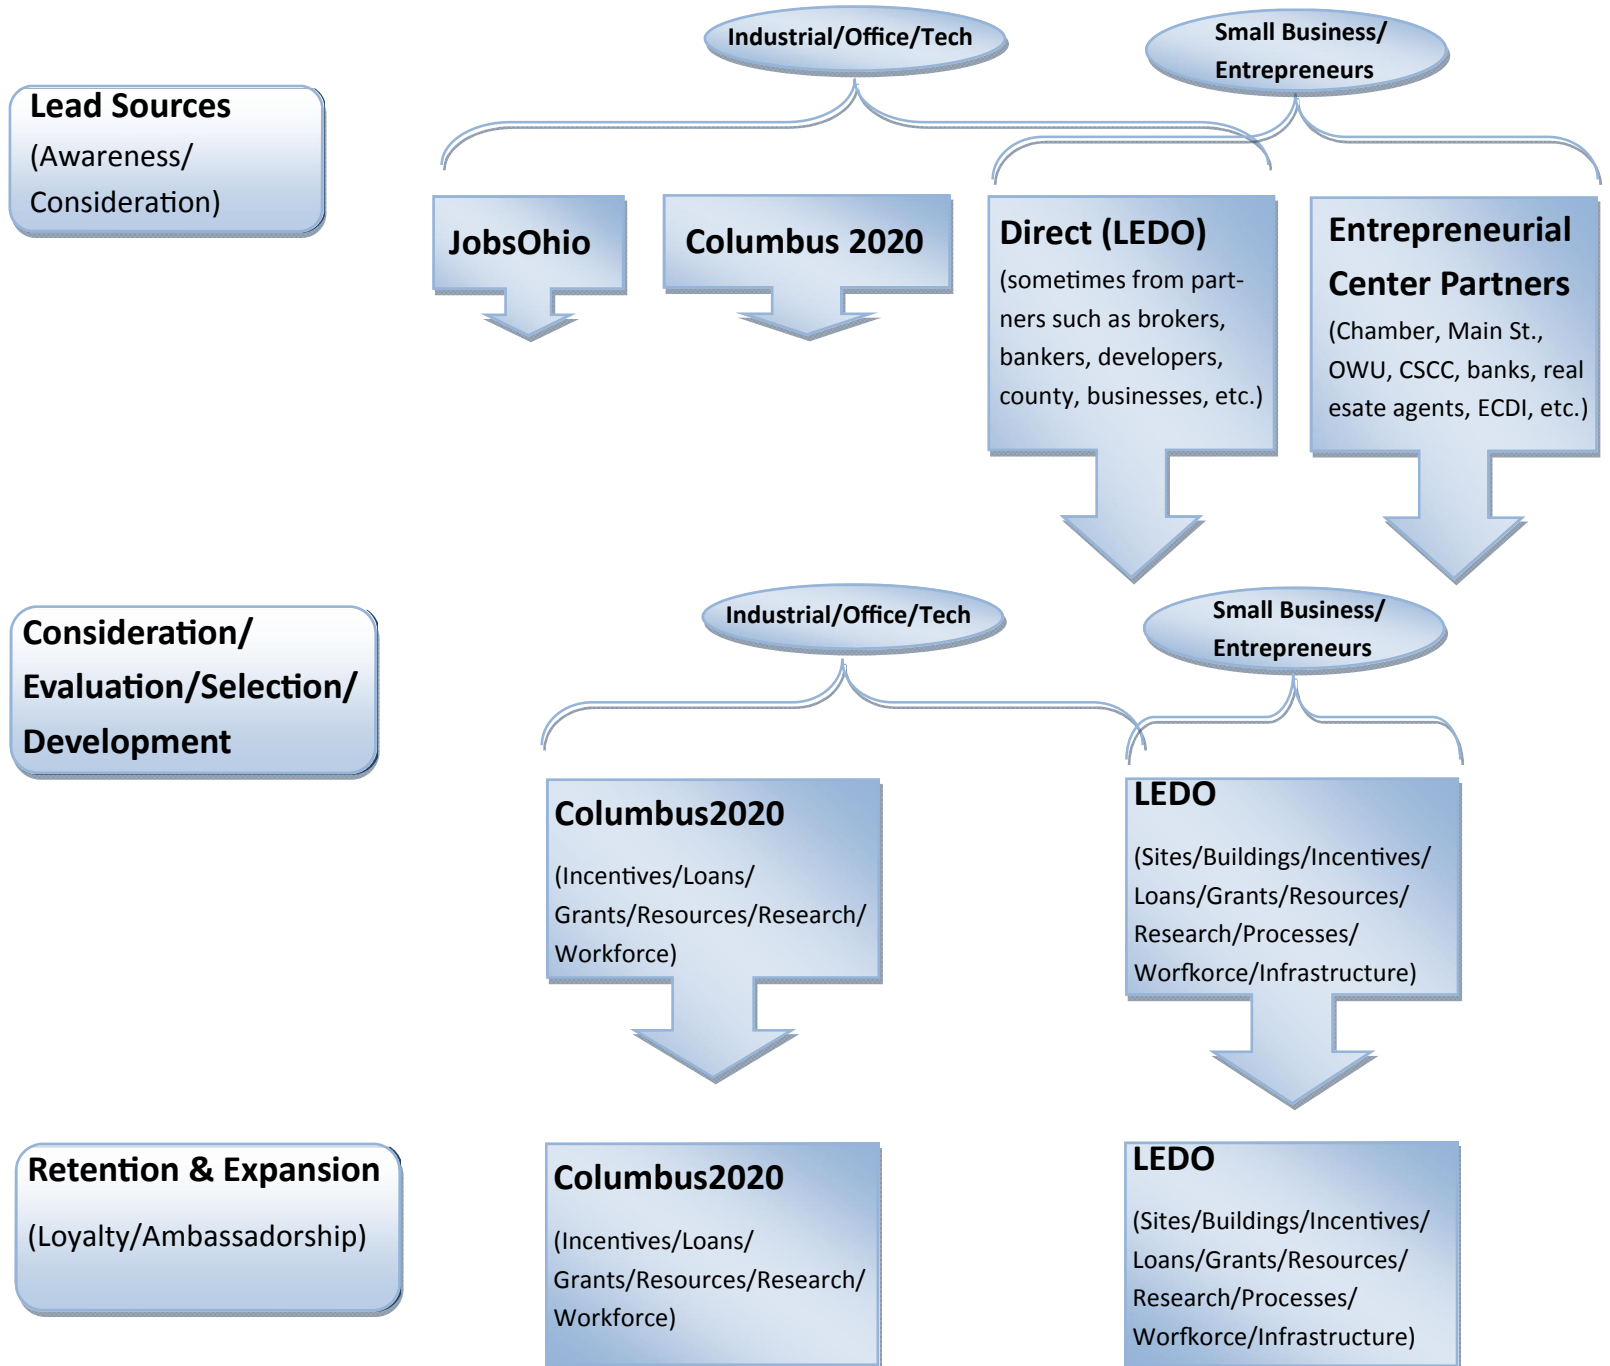 Industrial/Office/Tech
Small Business/
Entrepreneurs
Lead Sources
(Awareness/
Consideration)
JobsOhio
Columbus 2020
Direct (LEDO)
(sometimes from part-
ners such as brokers,
bankers, developers,
county, businesses, etc.)
Entrepreneurial
Center Partners
(Chamber, Main St.,
OWU, CSCC, banks, real
esate agents, ECDI, etc.)
Industrial/Office/Tech
Small Business/
Entrepreneurs
Consideration/
Evaluation/Selection/
Development
Columbus2020
(Incentives/Loans/
Grants/Resources/Research/
Workforce)
LEDO
(Sites/Buildings/Incentives/
Loans/Grants/Resources/
Research/Processes/
Worfkorce/Infrastructure)
Retention & Expansion
(Loyalty/Ambassadorship)
Columbus2020
(Incentives/Loans/
Grants/Resources/Research/
Workforce)
LEDO
(Sites/Buildings/Incentives/
Loans/Grants/Resources/
Research/Processes/
Worfkorce/Infrastructure)